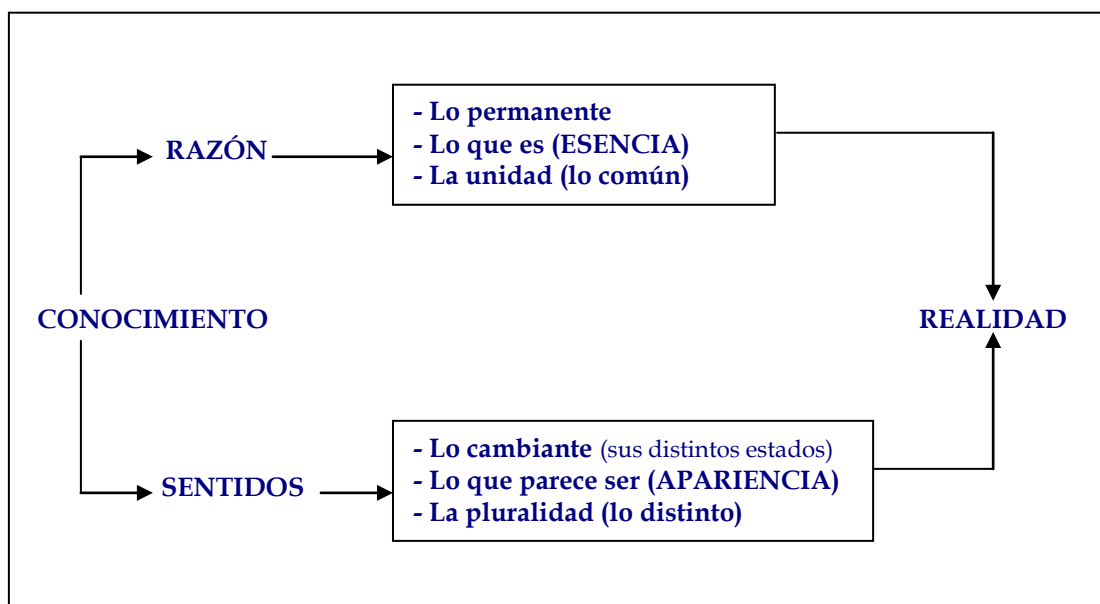 - Lo permanente
RAZÓN
- Lo que es (ESENCIA)
- La unidad (lo común)
CONOCIMIENTO
REALIDAD
- Lo cambiante (sus distintos estados)
SENTIDOS
- Lo que parece ser (APARIENCIA)
- La pluralidad (lo distinto)